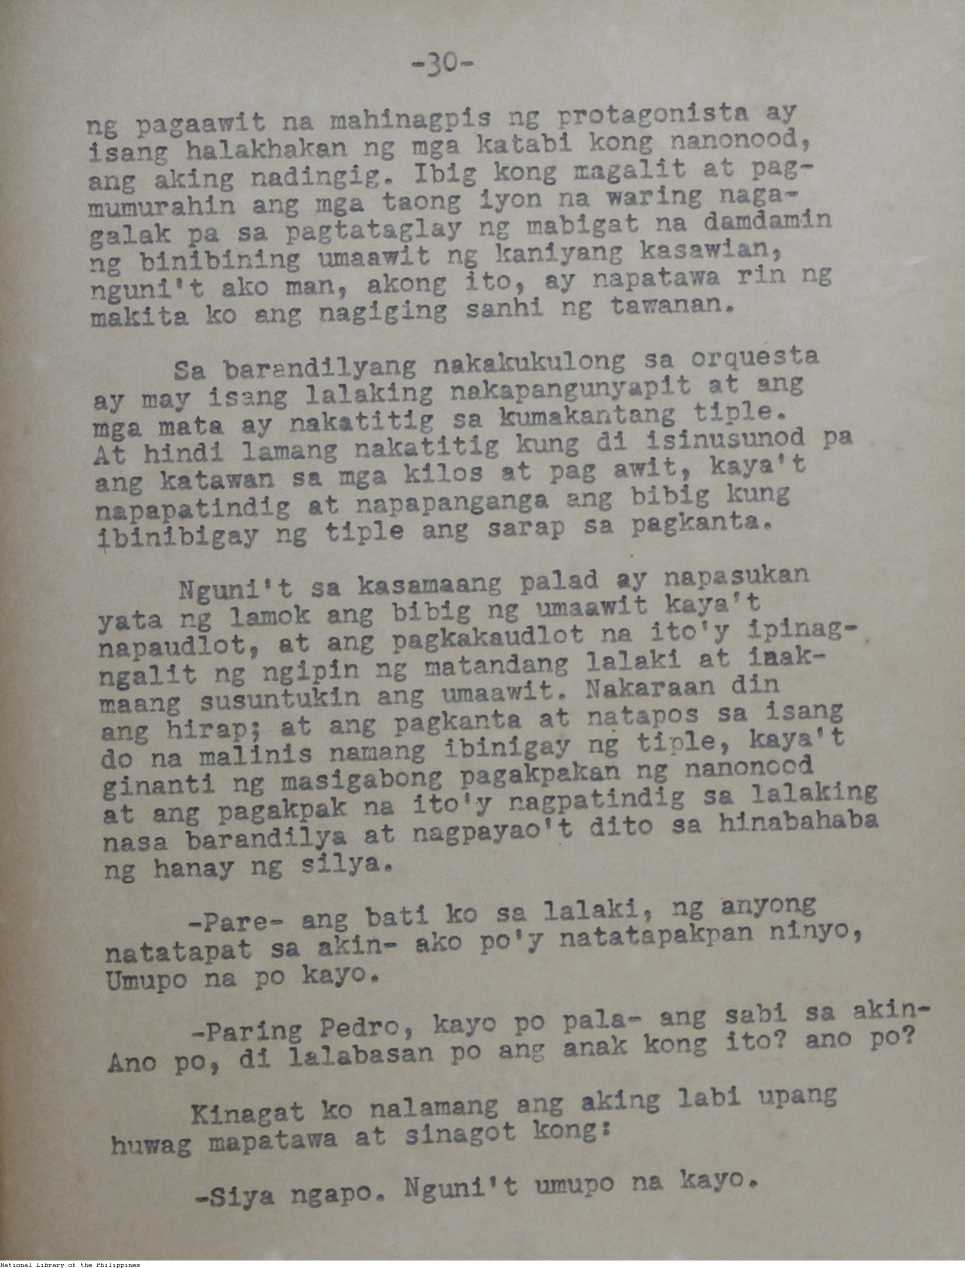 -30-
ng pagaawit na mahinagpis ng protagonista ay
isang halakhakan ng mga katabi kong nanonood,
ang aking nadingig. Ibig kong magalit at pag-
mumurahin ang mga taong iyon na waring naga-
galak pa sa pagtataglay ng mabigat na damdamin
ng binibining umaawit ng kaniyang kasawian,
nguni't ako man, akong ito, ay napatawa rin ng
makita ko ang nagiging sanhi ng tawanan.
Sa barandilyang nakakukulong sa orquesta
ay may isang lalaking nakapangunyapit at ang
mga mata ay nakatitig sa kumakantang tiple.
At hindi lamang nakatitig kung di isinusunod pa
ang katawan sa mga kilos at pag awit, kaya't
napapatindig at napapanganga ang bibig kung
ibinibigay ng tiple ang sarap sa pagkanta.
Nguni't sa kasamaang palad ay napasukan
yata ng lamok ang bibig ng umaawit kaya't
napaudlot, at ang pagkakaudlot na ito'y ipinag-
ngalit ng ngipin ng matandang lalaki at inak-
maang susuntukin ang umaawit. Nakaraan din
ang hirap; at ang pagkanta at natapos sa isang
do na malinis namang ibinigay ng tiple, kaya't
ginanti ng masigabong pagakpakan ng nanonood
at ang pagakpak na ito'y nagpatindig sa lalaking
nasa barandilya at nagpayao't dito sa hinabahaba
ng hanay ng silya.
-Pare- ang bati ko sa lalaki, ng anyong
natatapat sa akin- ako po'y natatapakpan ninyo,
Umupo na po kayo.
-Paring Pedro, kayo po pala- ang sabi sa akin-
Ano po, di lalabasan po ang anak kong ito? ano po?
Kinagat ko nalamang ang aking labi upang
huwag mapatawa at sinagot kong:
-Siya ngapo. Nguni't umupo na kayo.
National Library of the Philippines